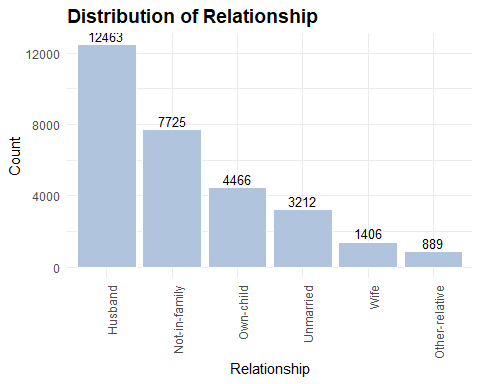 Distribution of Relationship
12463
7725
4466
3212
1406
889
12000
8000
4000
0
Count
Husband
Not-in-family
Own-child
Unmarried
Wife
Other-relative
Relationship